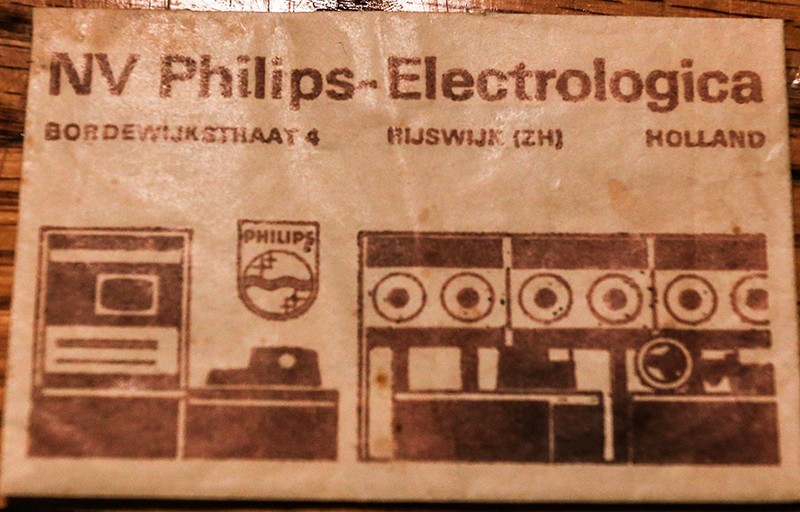 NV Philips-Electrologica
BORDEWIJKSTRAAT 4 RIJSWIJK (ZH) HOLLAND
PHILIPS